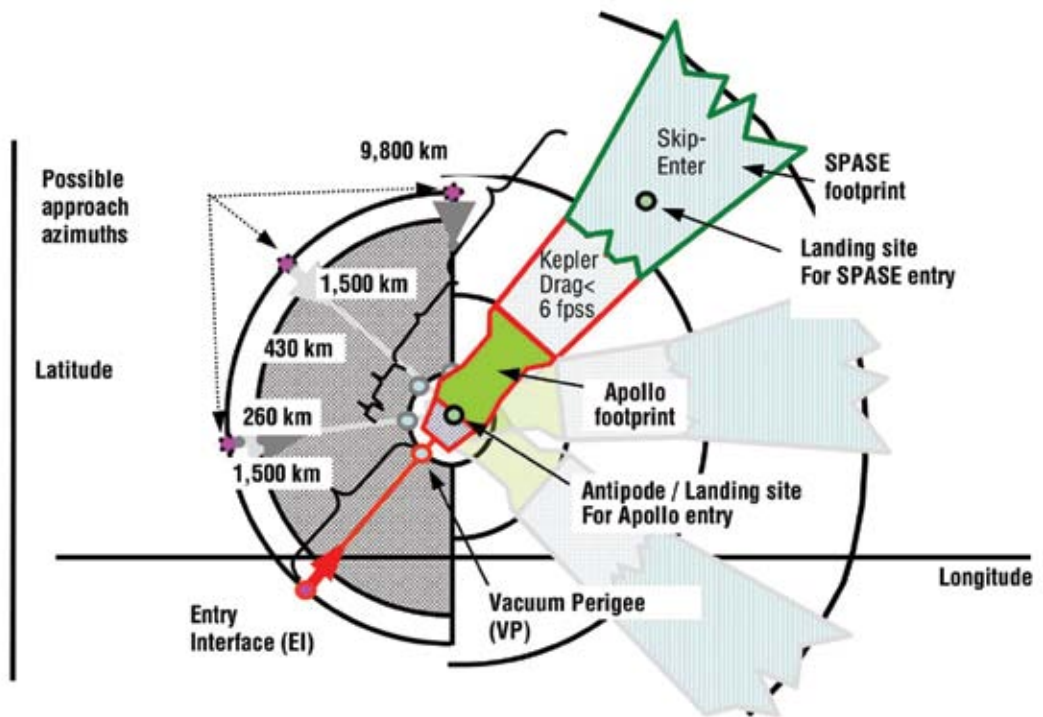 9,800 km
Possible
approach
azimuths
Skip-
Enter
SPASE
footprint
Landing site
For SPASE entry
1,500 km
Kepler
Drag<
6 fpss
430 km
Latitude
260 km
Apollo
footprint
1,500 km
Antipode / Landing site
For Apollo entry
Longitude
Vacuum Perigee
(VP)
Entry
Interface (EI)